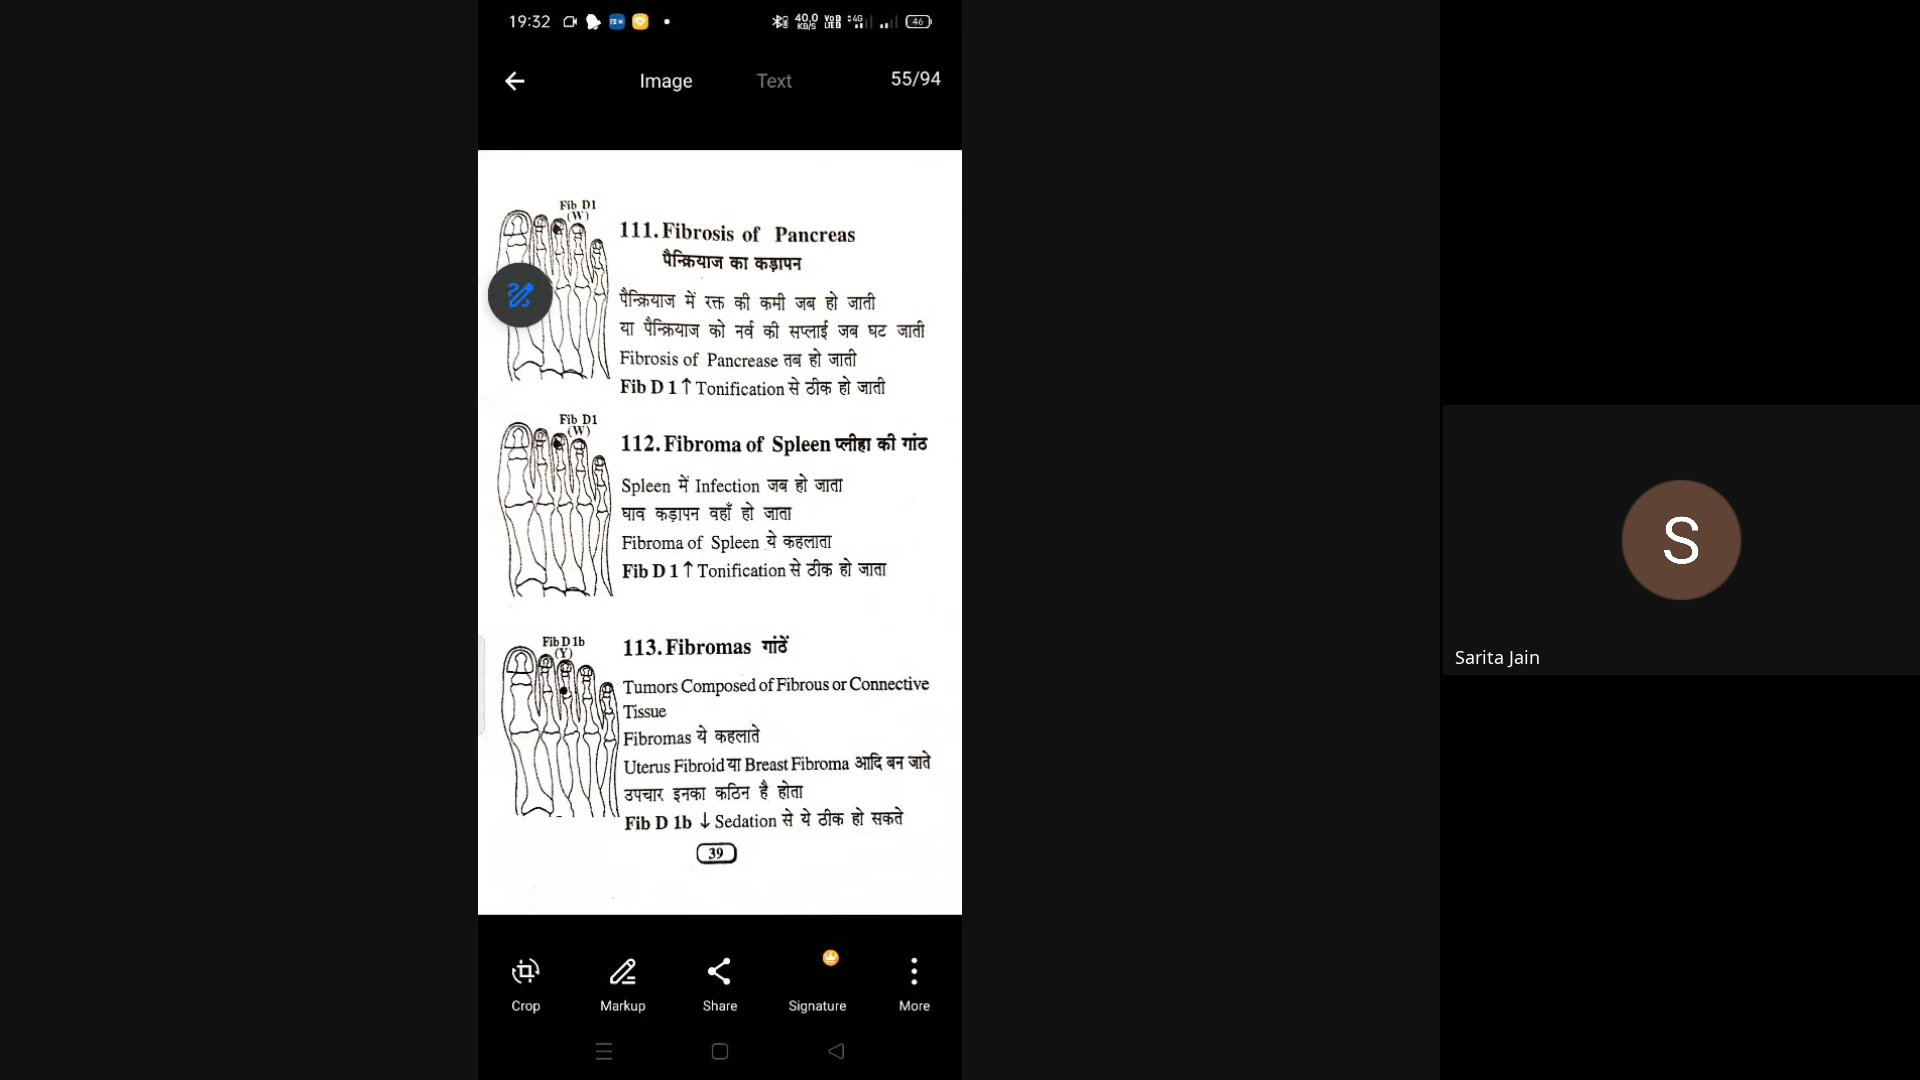 19:32
40.0 KB/S
46
Image Text 55/94
Fib D1
(W)
111. Fibrosis of Pancreas
पैन्क्रियाज का कड़ापन
पैन्क्रियाज में रक्त की कमी जब हो जाती
या पैन्क्रियाज को नर्व की सप्लाई जब घट जाती
Fibrosis of Pancrease तब हो जाती
Fib D 1 ↑ Tonification से ठीक हो जाती
Fib D1
(W)
112. Fibroma of Spleen प्लीहा की गांठ
Spleen में Infection जब हो जाता
घाव कड़ापन वहाँ हो जाता
Fibroma of Spleen ये कहलाता
Fib D 1 ↑ Tonification से ठीक हो जाता
Fib D 1b
(Y)
113. Fibromas गांठें
Tumors Composed of Fibrous or Connective
Tissue
Fibromas ये कहलाते
Uterus Fibroid या Breast Fibroma आदि बन जाते
उपचार इनका कठिन है होता
Fib D 1b ↓ Sedation से ये ठीक हो सकते
39
Crop Markup Share Signature More
S
Sarita Jain